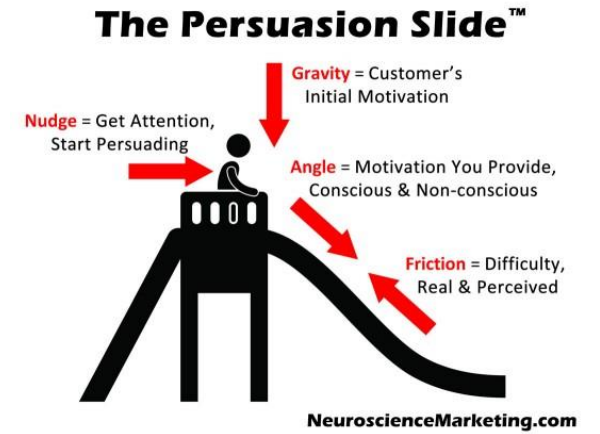 The Persuasion Slide™
Gravity = Customer's
Initial Motivation
Nudge = Get Attention,
Start Persuading
Angle = Motivation You Provide,
Conscious & Non-conscious
Friction = Difficulty,
Real & Perceived
NeuroscienceMarketing.com